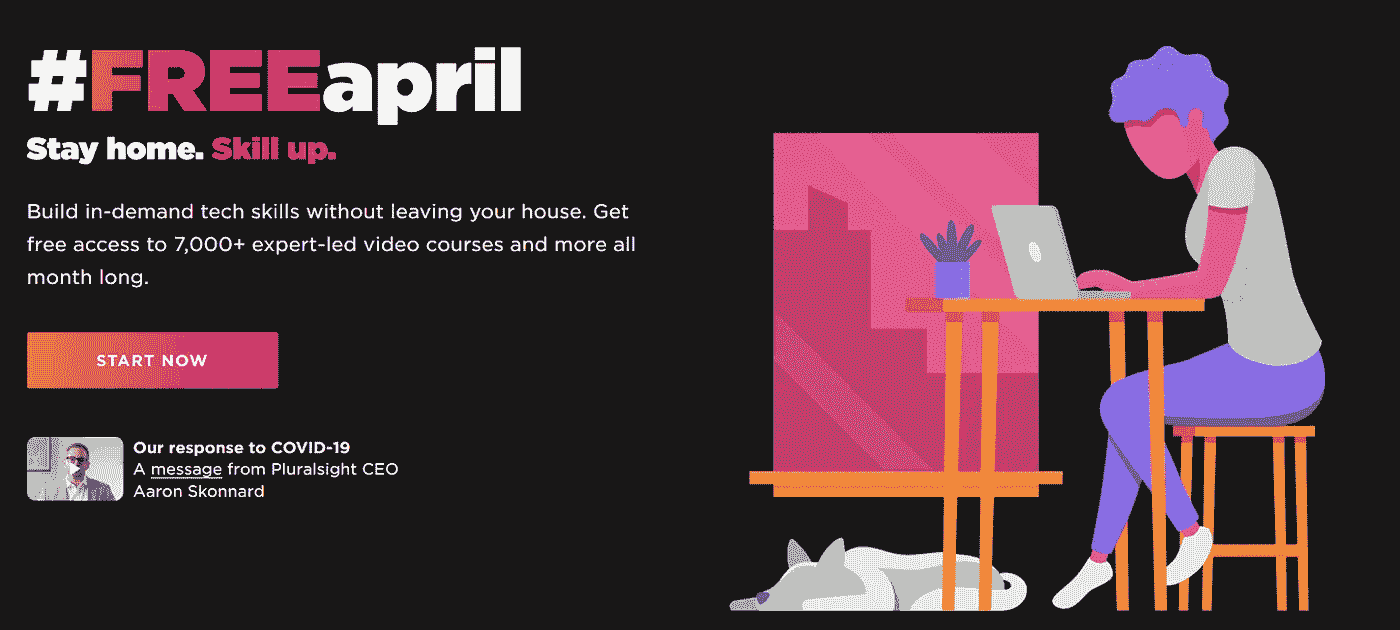 #FREEapril
Stay home. Skill up.
Build in-demand tech skills without leaving your house. Get
free access to 7,000+ expert-led video courses and more all
month long.
START NOW
Our response to COVID-19
A message from Pluralsight CEO
Aaron Skonnard